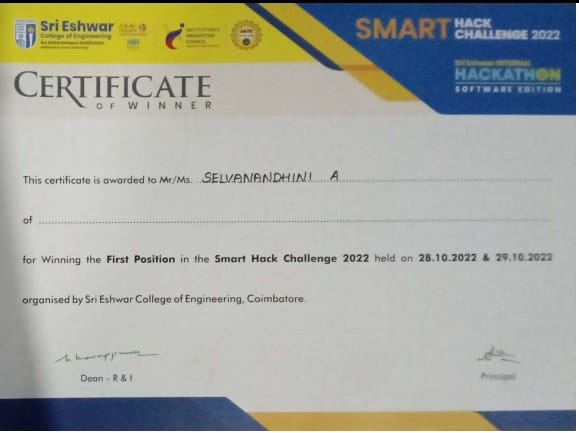 Sri Eshwar
College of Engineering
An Autonomous Institution
INSTITUTION'S
INNOVATION
COUNCIL
SMART HACK
CHALLENGE 2022
Sri Eshwar INTERNAL
HACKATHON
SOFTWARE EDITION
CERTIFICATE
OF WINNER
This certificate is awarded to Mr/Ms. SELVANANDHINI A
of
for Winning the First Position in the Smart Hack Challenge 2022 held on 28.10.2022 & 29.10.2022
organised by Sri Eshwar College of Engineering, Coimbatore.
Dean - R & I
Principal